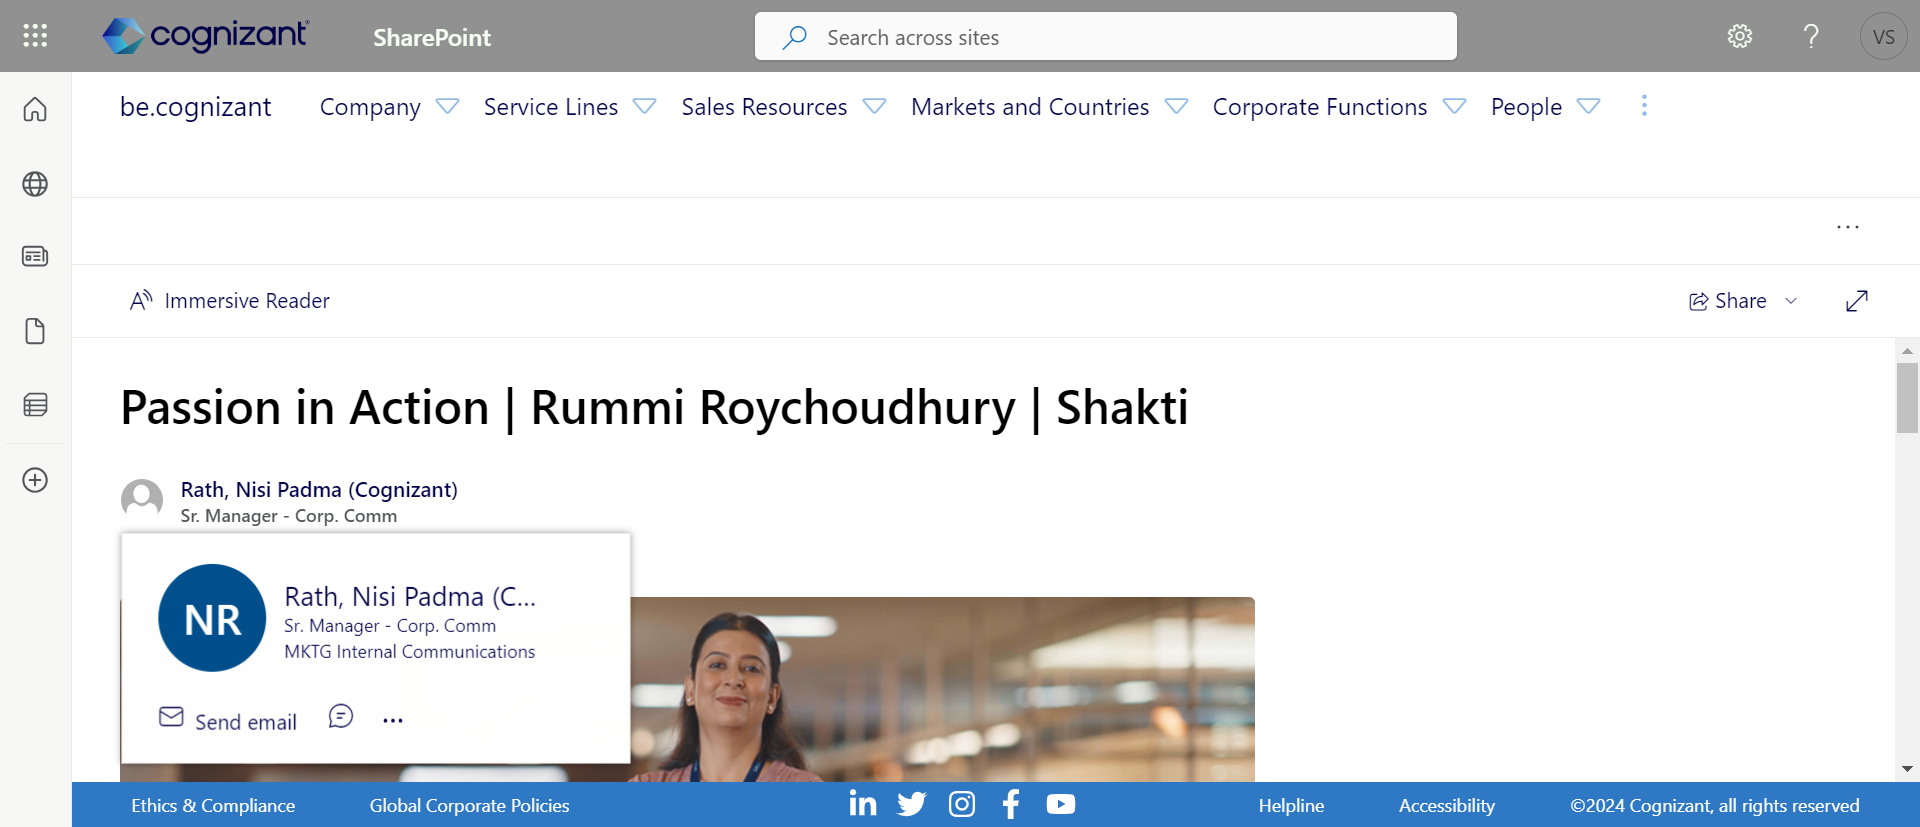 cognizant
SharePoint
Search across sites
VS
be.cognizant
Company
Service Lines
Sales Resources
Markets and Countries
Corporate Functions
People
Immersive Reader
Share
Passion in Action | Rummi Roychoudhury | Shakti
Rath, Nisi Padma (Cognizant)
Sr. Manager - Corp. Comm
NR
Rath, Nisi Padma (C...
Sr. Manager - Corp. Comm
MKTG Internal Communications
Send email
Ethics & Compliance
Global Corporate Policies
Helpline
Accessibility
©2024 Cognizant, all rights reserved